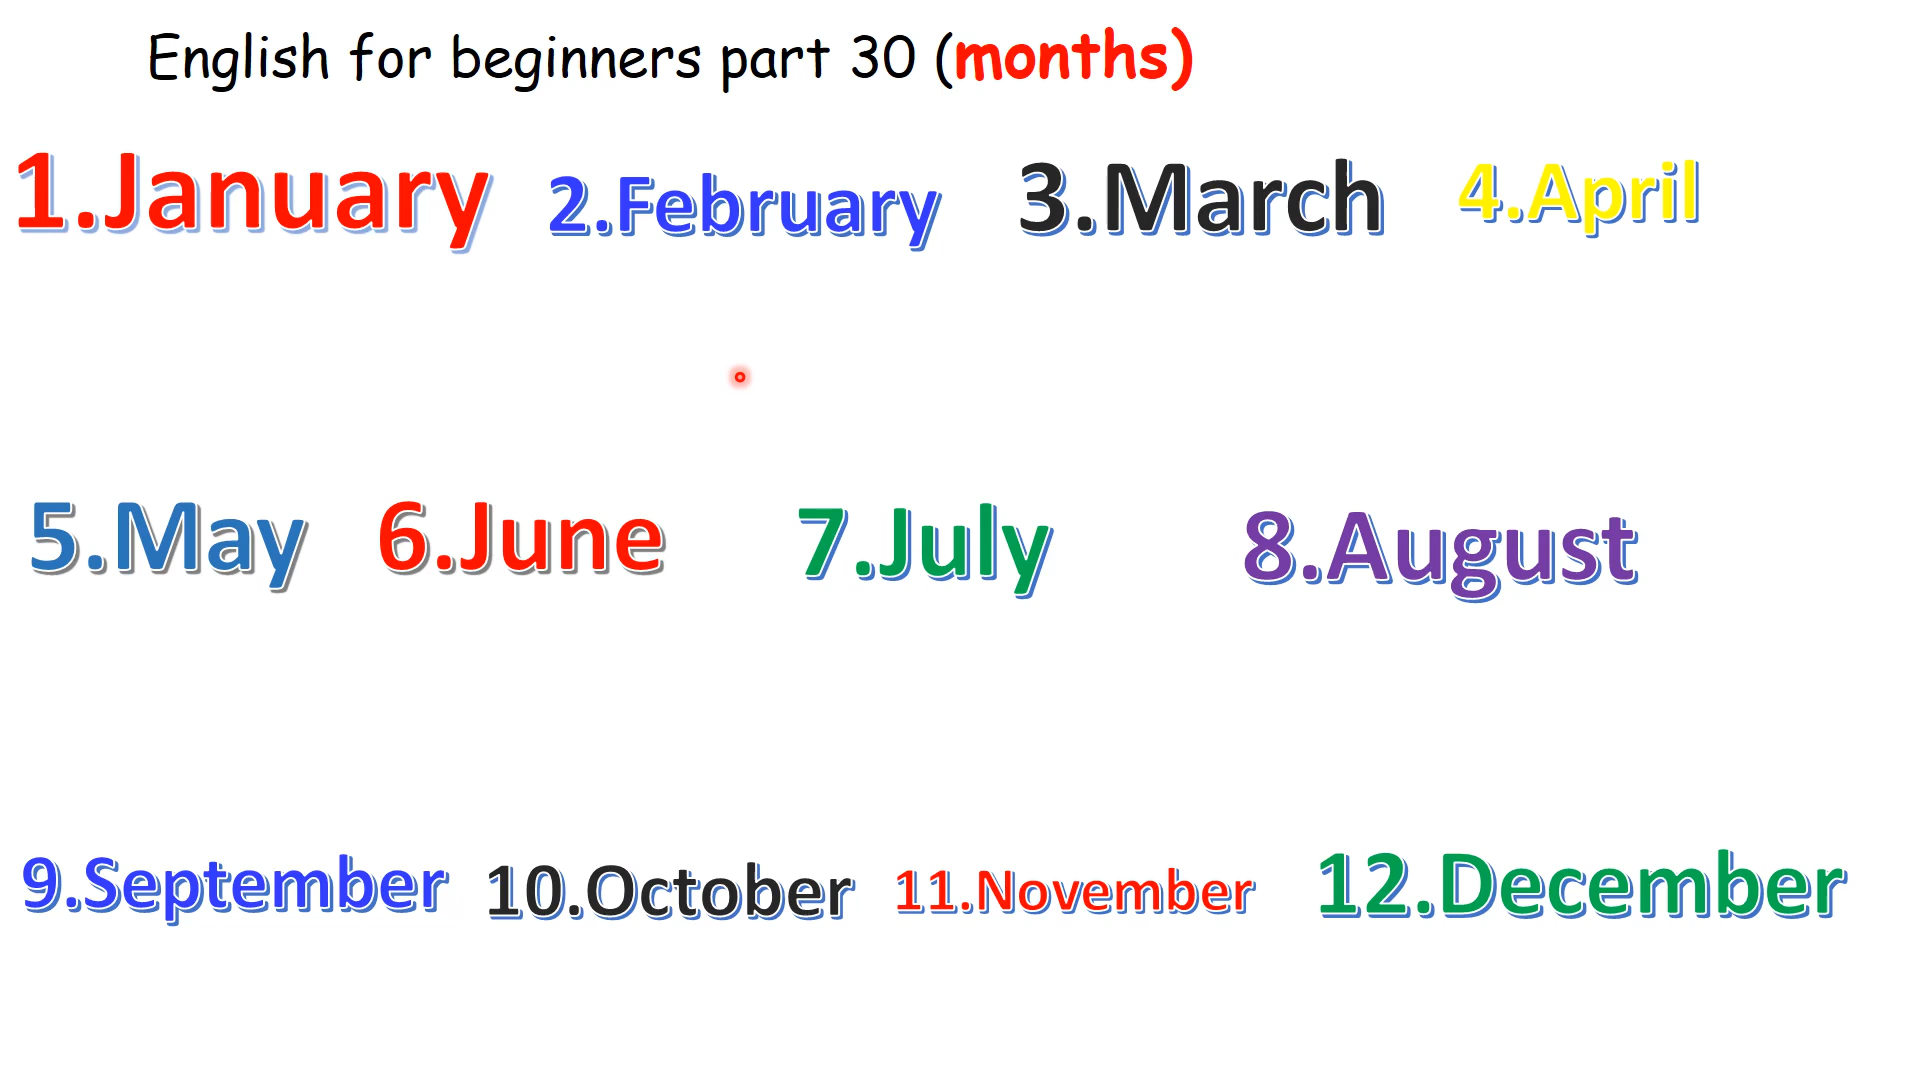 English for beginners part 30 (months)
1.January 2.February 3.March 4.April
5.May 6.June 7.July 8.August
9.September 10.October 11.November 12.December